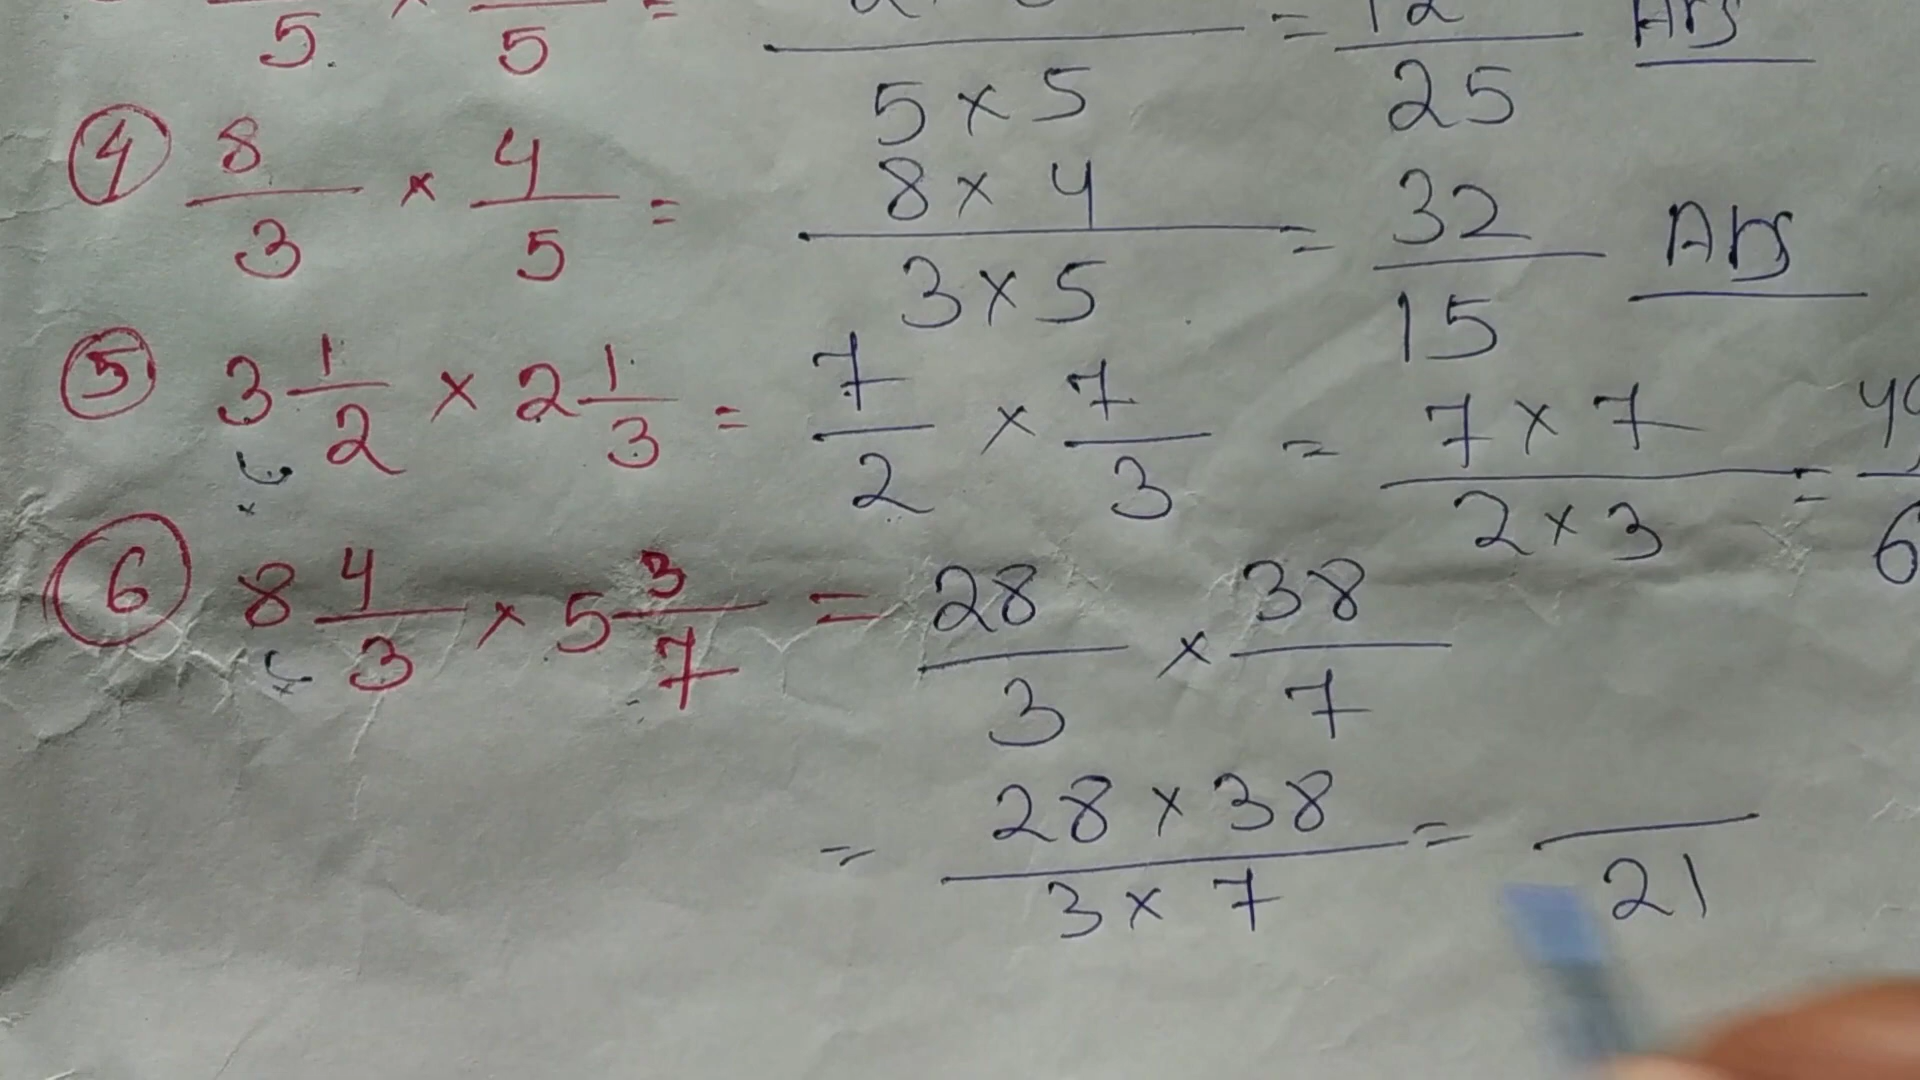 5 × 5 = 5 × 5 = 12/25 Ans
④ 8/3 × 4/5 = (8 × 4)/(3 × 5) = 32/15 Ans
⑤ 3 1/2 × 2 1/3 = 7/2 × 7/3 = (7 × 7)/(2 × 3) = 49/6
⑥ 8 4/3 × 5 3/7 = 28/3 × 38/7
= (28 × 38)/(3 × 7) = /21